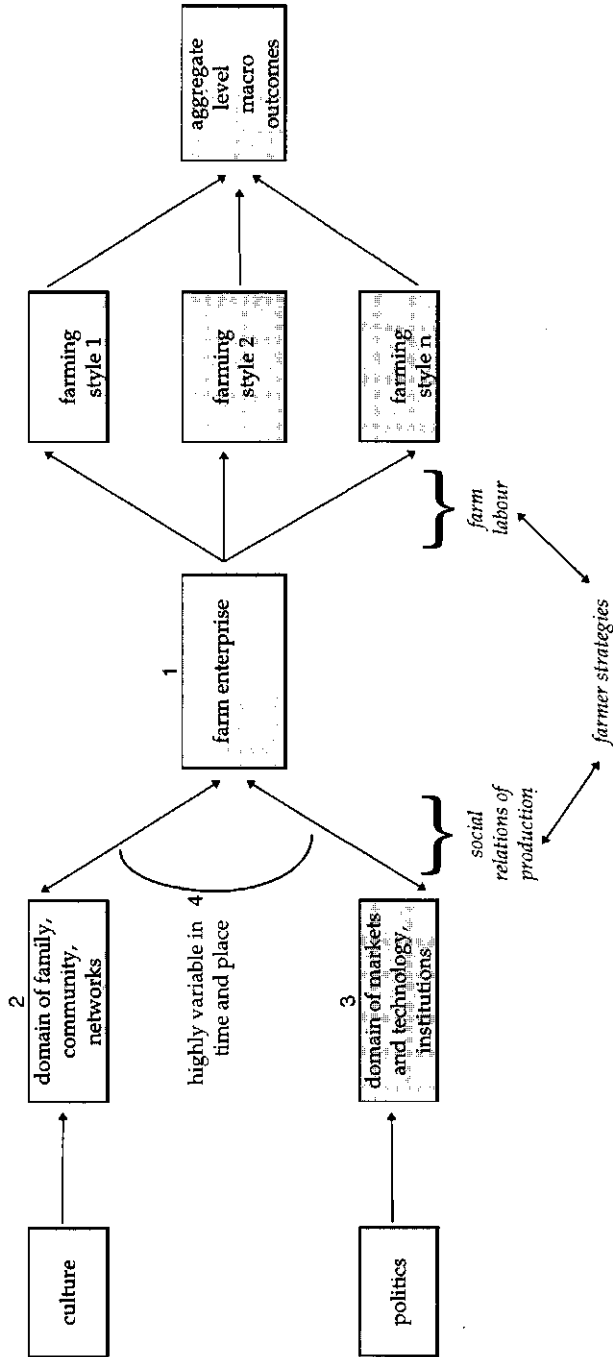 culture
politics
2
domain of family,
community,
networks
highly variable in 4
time and place
3
domain of markets
and technology,
institutions
1
farm enterprise
social
relations of
production
farm
labour
farmer strategies
farming
style 1
farming
style 2
farming
style n
aggregate
level
macro
outcomes